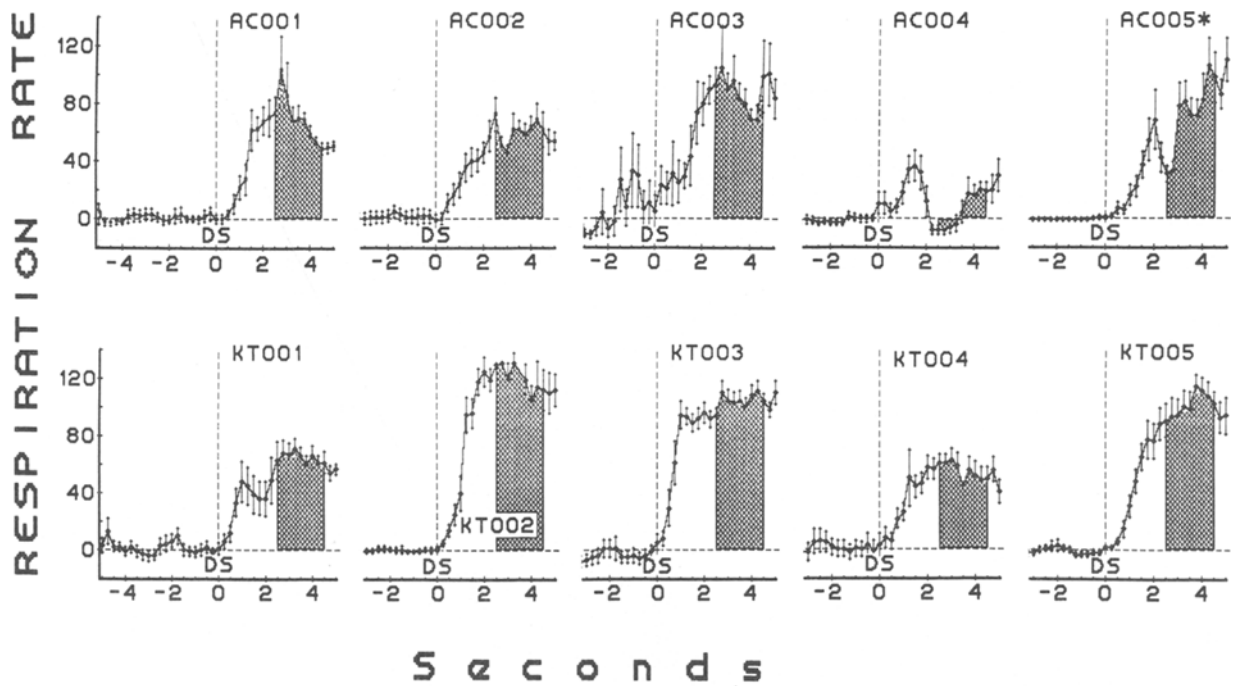 RESPIRATION RATE
AC001 AC002 AC003 AC004 AC005*
120
80
40
0
DS DS DS DS DS
-4 -2 0 2 4 -2 0 2 4 -2 0 2 4 -2 0 2 4 -2 0 2 4
KT001 KT003 KT004 KT005
120
80
40
KT002
0
DS DS DS DS DS
-4 -2 0 2 4 -2 0 2 4 -2 0 2 4 -2 0 2 4 -2 0 2 4
Seconds